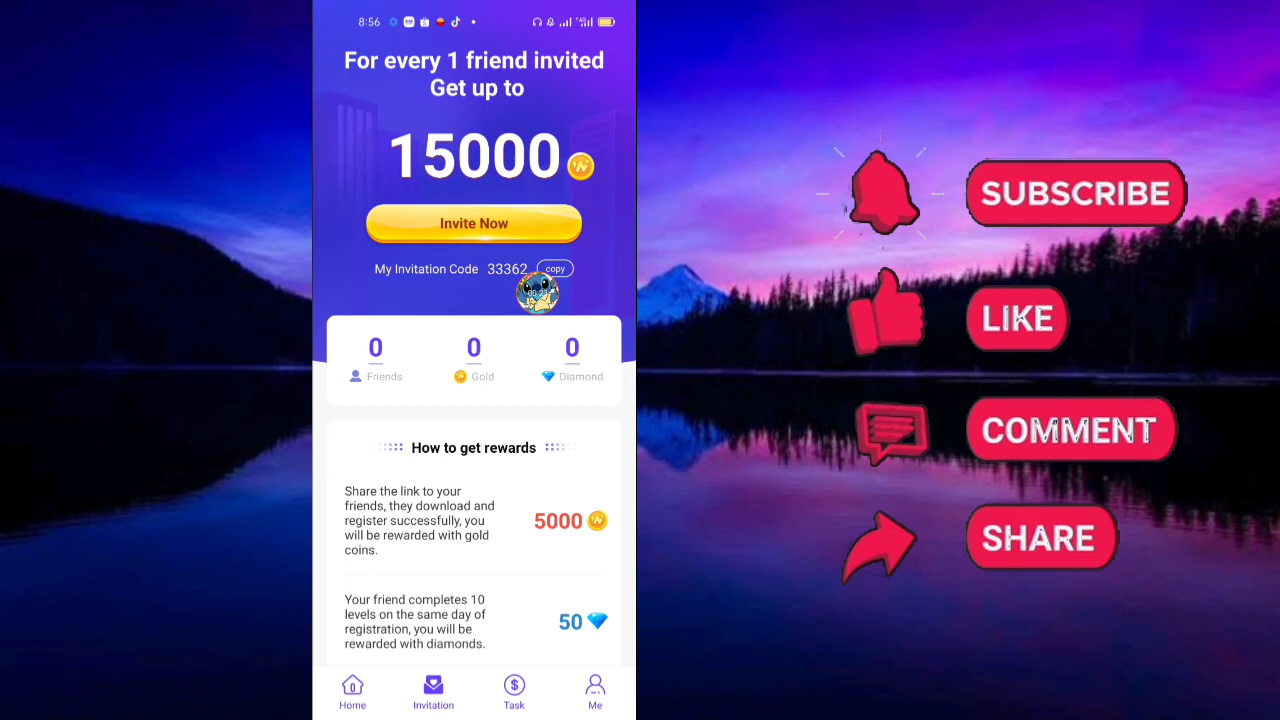 8:56
For every 1 friend invited
Get up to
15000
Invite Now
My Invitation Code 33362 copy
0 0 0
Friends Gold Diamond
How to get rewards
Share the link to your
friends, they download and
register successfully, you
will be rewarded with gold
coins.
5000
Your friend completes 10
levels on the same day of
registration, you will be
rewarded with diamonds.
50
Home Invitation Task Me
SUBSCRIBE
LIKE
COMMENT
SHARE